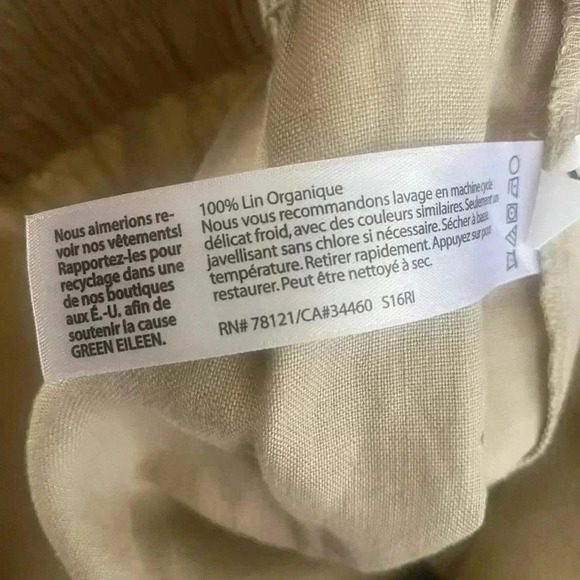 Nous aimerions re-
voir nos vêtements!
Rapportez-les pour
recyclage dans une
de nos boutiques
aux É.-U. afin de
soutenir la cause
GREEN EILEEN.
100% Lin Organique
Nous vous recommandons lavage en machine cycle
délicat froid, avec des couleurs similaires. Seulement un
javellisant sans chlore si nécessaire. Sécher à basse
température. Retirer rapidement. Appuyez sur pour
restaurer. Peut être nettoyé à sec.
RN# 78121/CA#34460 S16RI